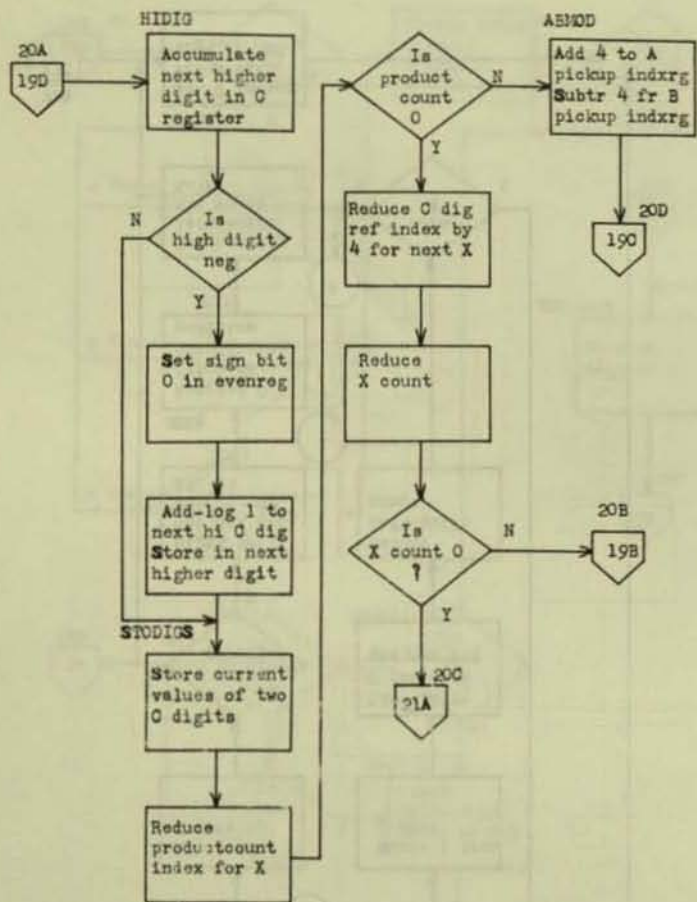 HIDIG
20A
19D
Accumulate
next higher
digit in C
register
N
Is
high digit
neg
Y
Set sign bit
0 in evenreg
Add-log 1 to
next hi C dig
Store in next
higher digit
STODIGS
Store current
values of two
C digits
Reduce
productcount
index for X
Is
product
count
0
N
Y
Reduce C dig
ref index by
4 for next X
Reduce
X count
Is
X count 0
?
N
20B
19B
Y
20C
21A
ABMOD
Add 4 to A
pickup indxrg
Subtr 4 fr B
pickup indxrg
20D
19C